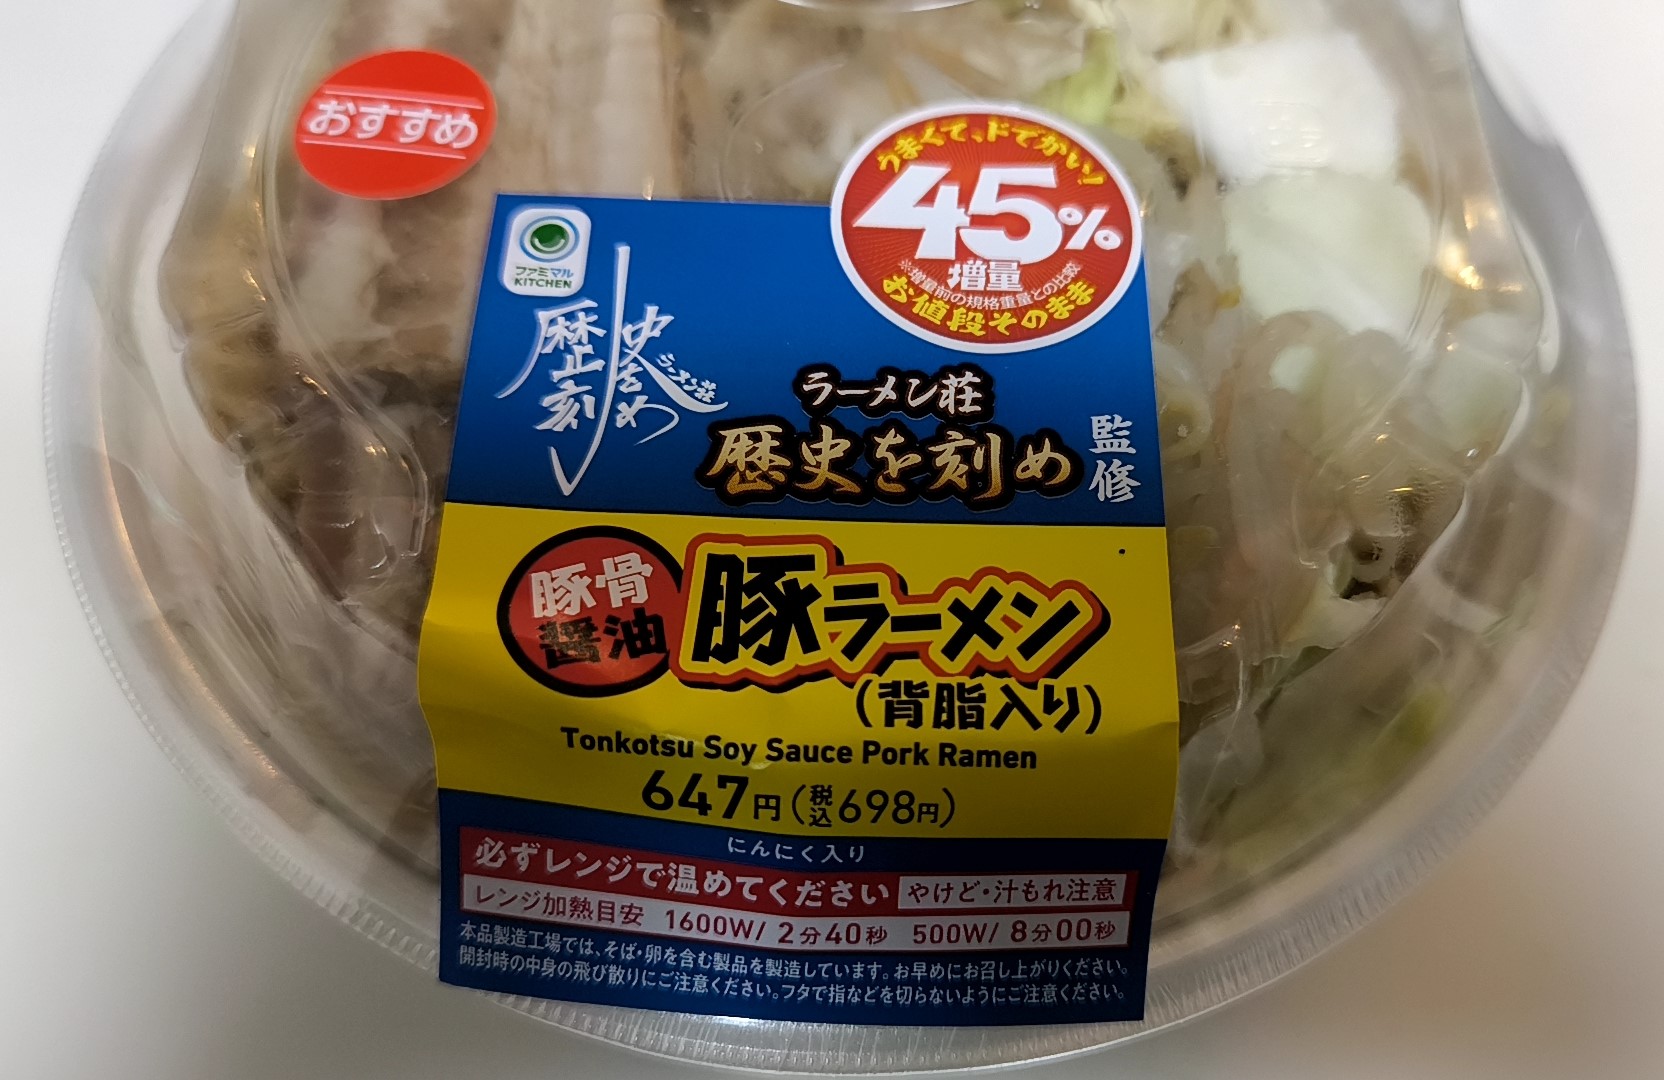 おすすめ
うまくて、ドでかい!
45%
増量
※増量前の規格重量との比較
お値段そのまま
ファミマル
KITCHEN
歴史を刻め
ラーメン荘
ラーメン荘
歴史を刻め
監修
豚骨
醤油
豚ラーメン
(背脂入り)
Tonkotsu Soy Sauce Pork Ramen
647円(税込698円)
にんにく入り
必ずレンジで温めてください やけど・汁もれ注意
レンジ加熱目安 1600W/ 2分40秒 500W/ 8分00秒
本品製造工場では、そば・卵を含む製品を製造しています。お早めにお召し上がりください。
開封時の中身の飛び散りにご注意ください。フタで指などを切らないようにご注意ください。